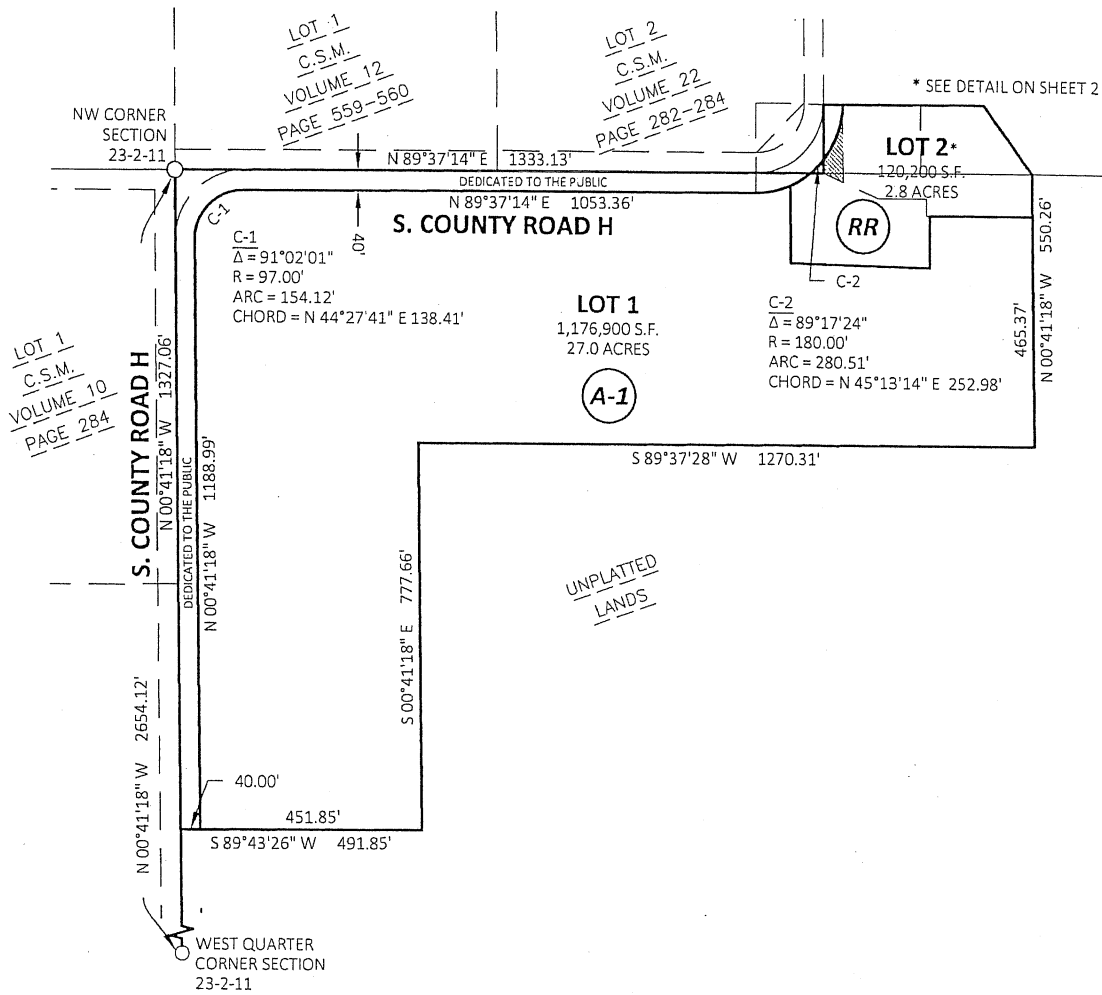 LOT 1
C.S.M.
VOLUME 12
PAGE 559-560
LOT 2
C.S.M.
VOLUME 22
PAGE 282-284
* SEE DETAIL ON SHEET 2
NW CORNER
SECTION
23-2-11
N 89°37'14" E 1333.13'
DEDICATED TO THE PUBLIC
N 89°37'14" E 1053.36'
S. COUNTY ROAD H
40'
LOT 2*
120,200 S.F.
2.8 ACRES
RR
C-1
C-1
Δ = 91°02'01"
R = 97.00'
ARC = 154.12'
CHORD = N 44°27'41" E 138.41'
LOT 1
1,176,900 S.F.
27.0 ACRES
A-1
C-2
C-2
Δ = 89°17'24"
R = 180.00'
ARC = 280.51'
CHORD = N 45°13'14" E 252.98'
465.37'
N 00°41'18" W 550.26'
LOT 1
C.S.M.
VOLUME 10
PAGE 284
S. COUNTY ROAD H
N 00°41'18" W 1327.06'
DEDICATED TO THE PUBLIC
N 00°41'18" W 1188.99'
S 89°37'28" W 1270.31'
S 00°41'18" E 777.66'
UNPLATTED
LANDS
N 00°41'18" W 2654.12'
40.00'
451.85'
S 89°43'26" W 491.85'
WEST QUARTER
CORNER SECTION
23-2-11